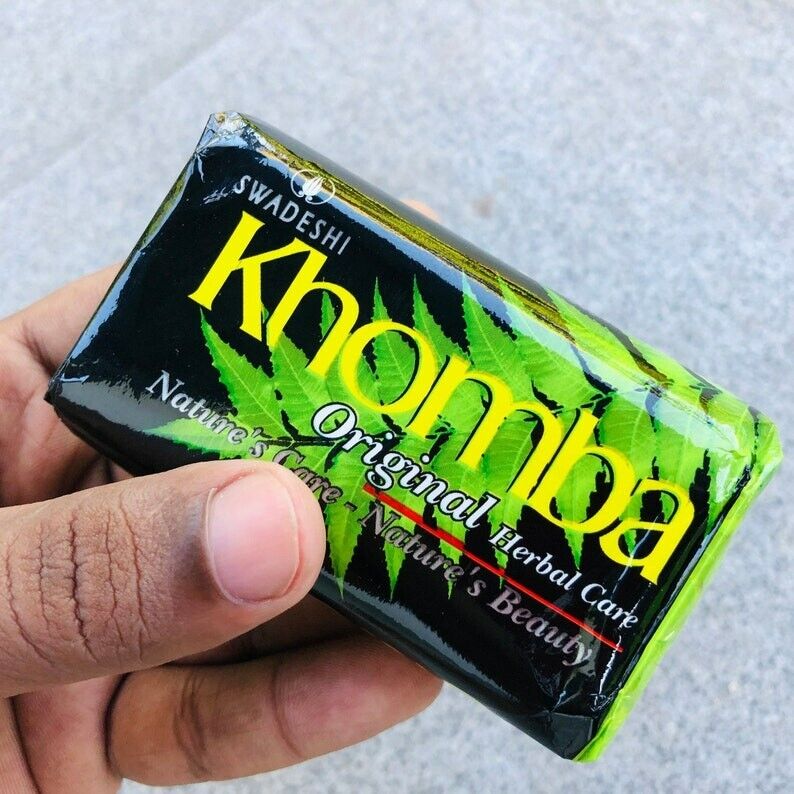 SWADESHI
Khomba
Original Herbal Care
Nature's Care - Nature's Beauty